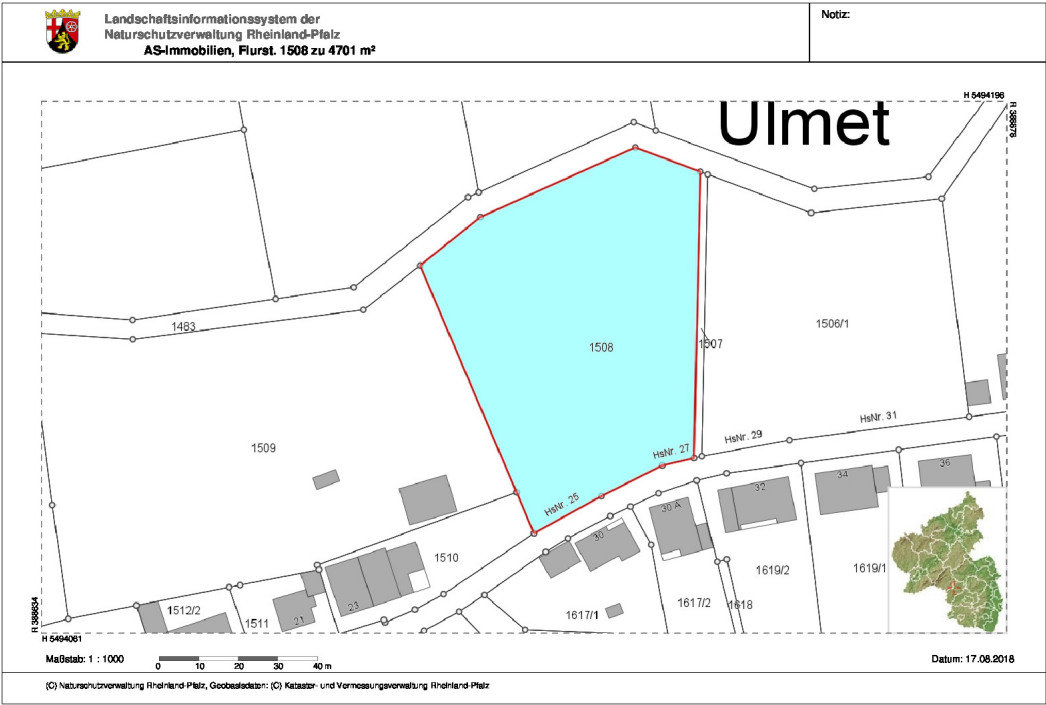 Landschaftsinformationssystem der
Naturschutzverwaltung Rheinland-Pfalz
AS-Immobilien, Flurst. 1508 zu 4701 m²
Notiz:
H 5494196
R 388878
Ulmet
1483
1506/1
1508
1507
HsNr. 31
HsNr. 29
1509
HsNr. 27
36
34
32
HsNr. 25
30 A
30
1510
1619/2
1619/1
23
1512/2
1511
21
1617/1
1617/2
1618
R 388634
H 5494061
Maßstab: 1 : 1000
0 10 20 30 40 m
Datum: 17.08.2018
(C) Naturschutzverwaltung Rheinland-Pfalz, Geobasisdaten: (C) Kataster- und Vermessungsverwaltung Rheinland-Pfalz